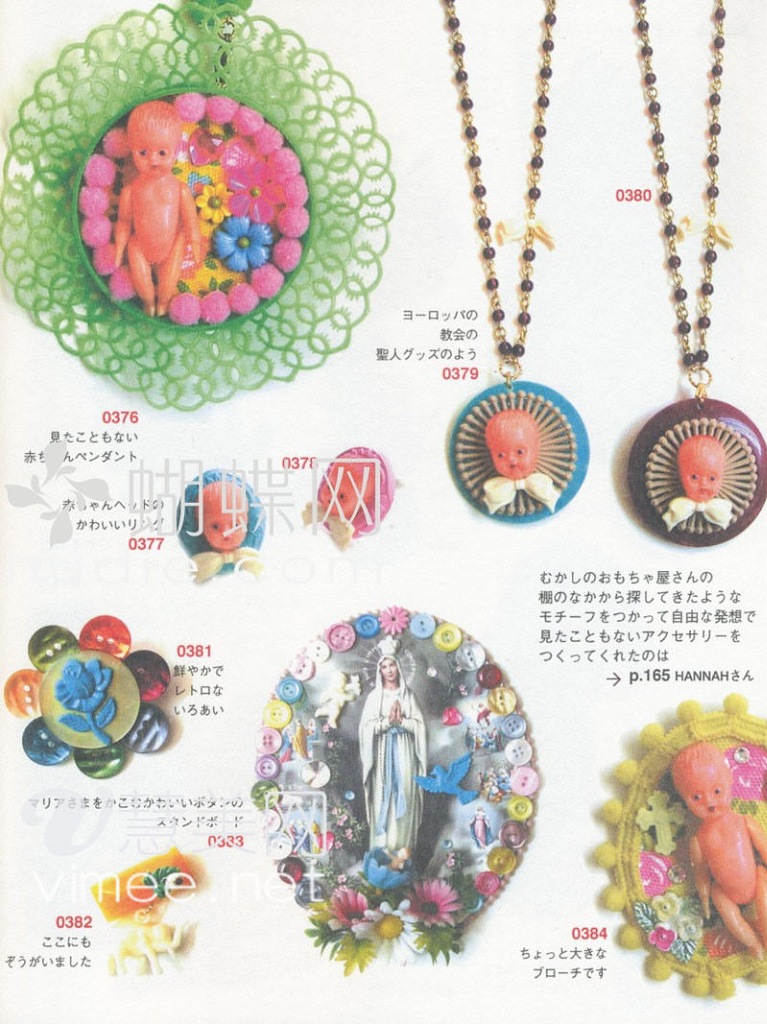 0380
ヨーロッパの
教会の
聖人グッズのよう
0379
0376
見たこともない
赤ちゃんペンダント
0378
赤ちゃんヘッドの
かわいいリング
0377
蝴蝶网
むかしのおもちゃ屋さんの
棚のなかから探してきたような
モチーフをつかって自由な発想で
見たこともないアクセサリーを
つくってくれたのは
→ p.165 HANNAHさん
0381
鮮やかで
レトロな
いろあい
マリアさまをかこむかわいいボタンの
スタンドボード
0383
vimee.net
0382
ここにも
ぞうがいました
0384
ちょっと大きな
ブローチです